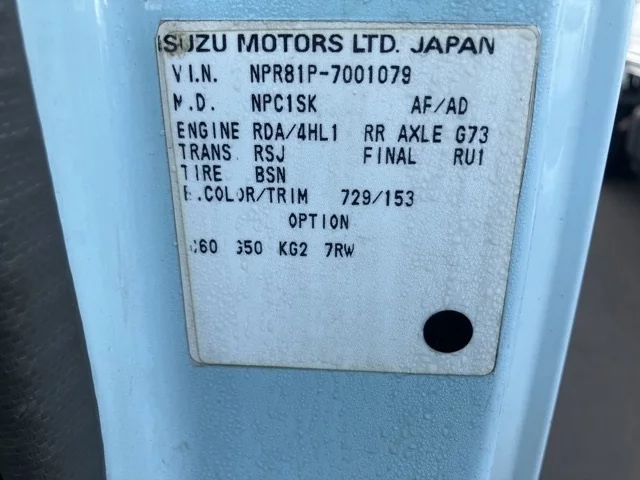 ISUZU MOTORS LTD. JAPAN
V.I.N. NPR81P-7001079
M.D. NPC1SK AF/AD
ENGINE RDA/4HL1 RR AXLE G73
TRANS RSJ FINAL RU1
TIRE BSN
COLOR/TRIM 729/153
OPTION
KG2 7RW